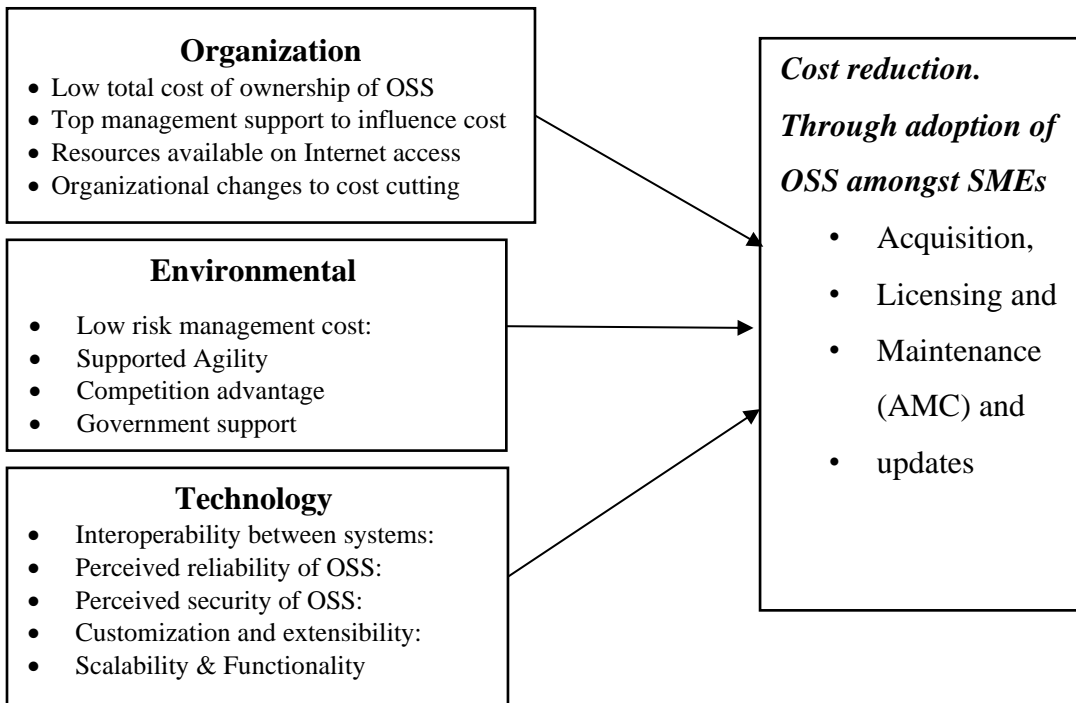 Organization
• Low total cost of ownership of OSS
• Top management support to influence cost
• Resources available on Internet access
• Organizational changes to cost cutting
Environmental
• Low risk management cost:
• Supported Agility
• Competition advantage
• Government support
Technology
• Interoperability between systems:
• Perceived reliability of OSS:
• Perceived security of OSS:
• Customization and extensibility:
• Scalability & Functionality
Cost reduction.
Through adoption of
OSS amongst SMEs
• Acquisition,
• Licensing and
• Maintenance
(AMC) and
• updates